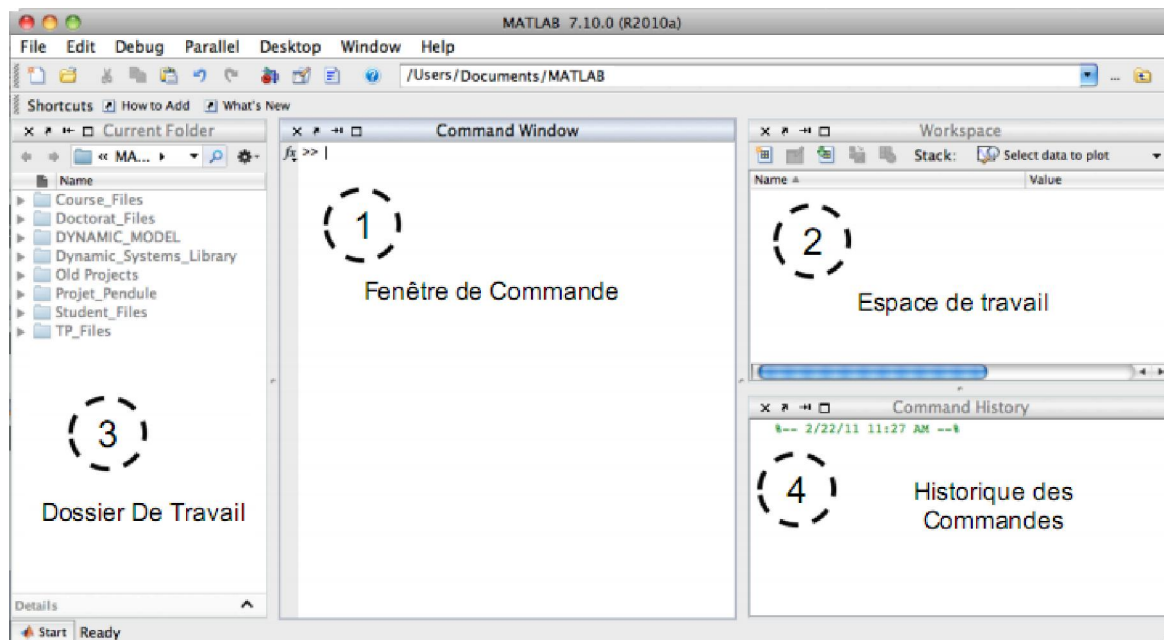 MATLAB 7.10.0 (R2010a)
File Edit Debug Parallel Desktop Window Help
/Users/Documents/MATLAB
...
Shortcuts How to Add What's New
Current Folder
« MA...
Name
Course_Files
Doctorat_Files
DYNAMIC_MODEL
Dynamic_Systems_Library
Old Projects
Projet_Pendule
Student_Files
TP_Files
3
Dossier De Travail
Details
Command Window
fx >>
1
Fenêtre de Commande
Workspace
Stack: Select data to plot
Name Value
2
Espace de travail
Command History
%-- 2/22/11 11:27 AM --%
4
Historique des
Commandes
Start Ready